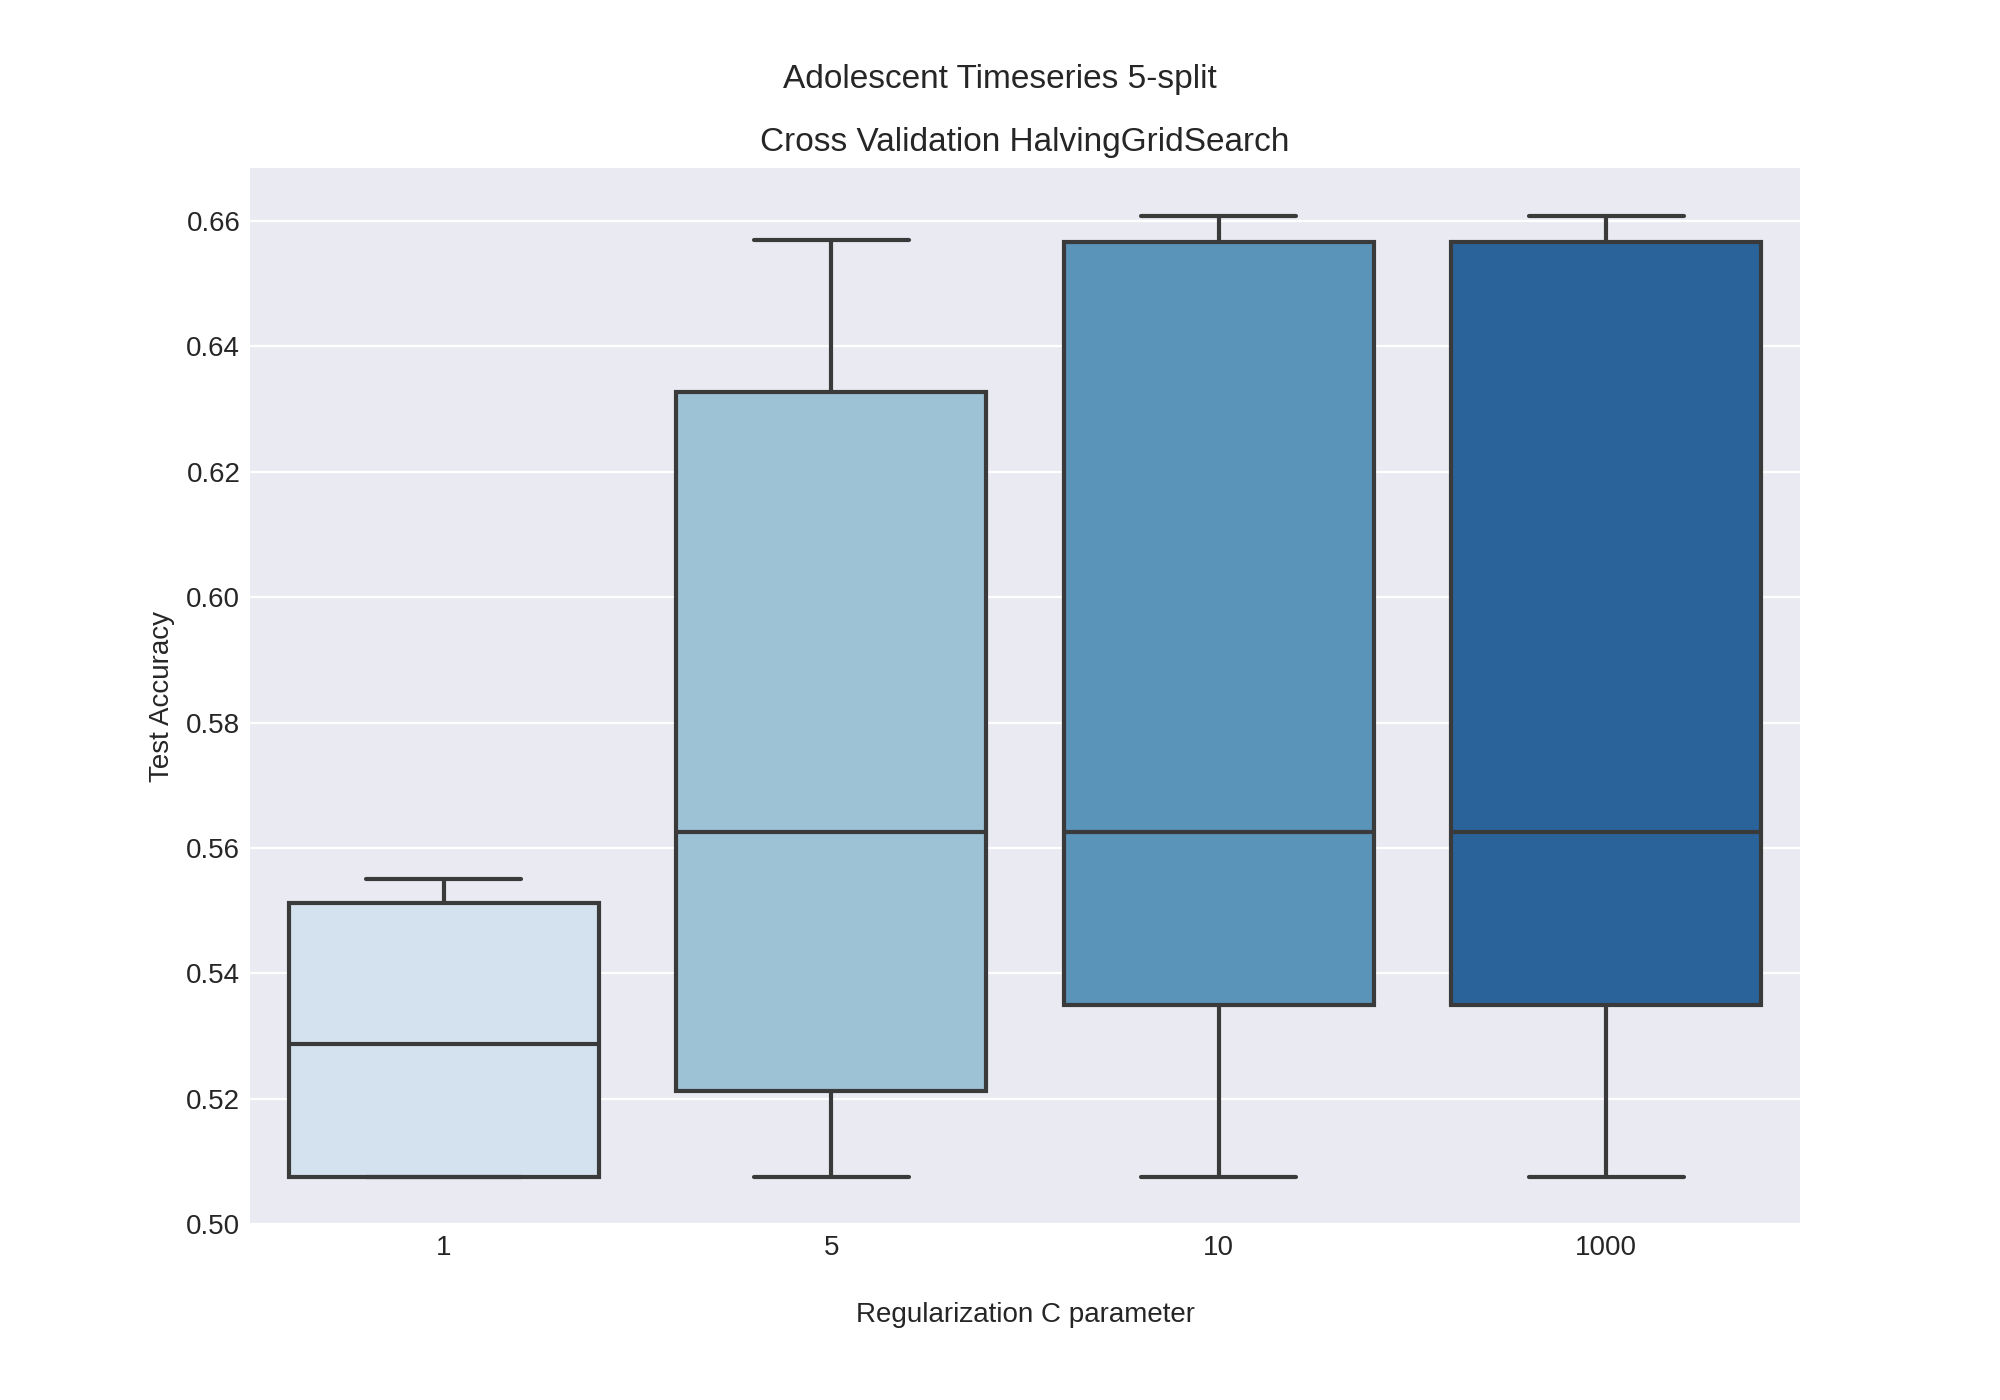 Adolescent Timeseries 5-split
Cross Validation HalvingGridSearch
0.66
0.64
0.62
0.60
0.58
0.56
0.54
0.52
0.50
Test Accuracy
1 5 10 1000
Regularization C parameter